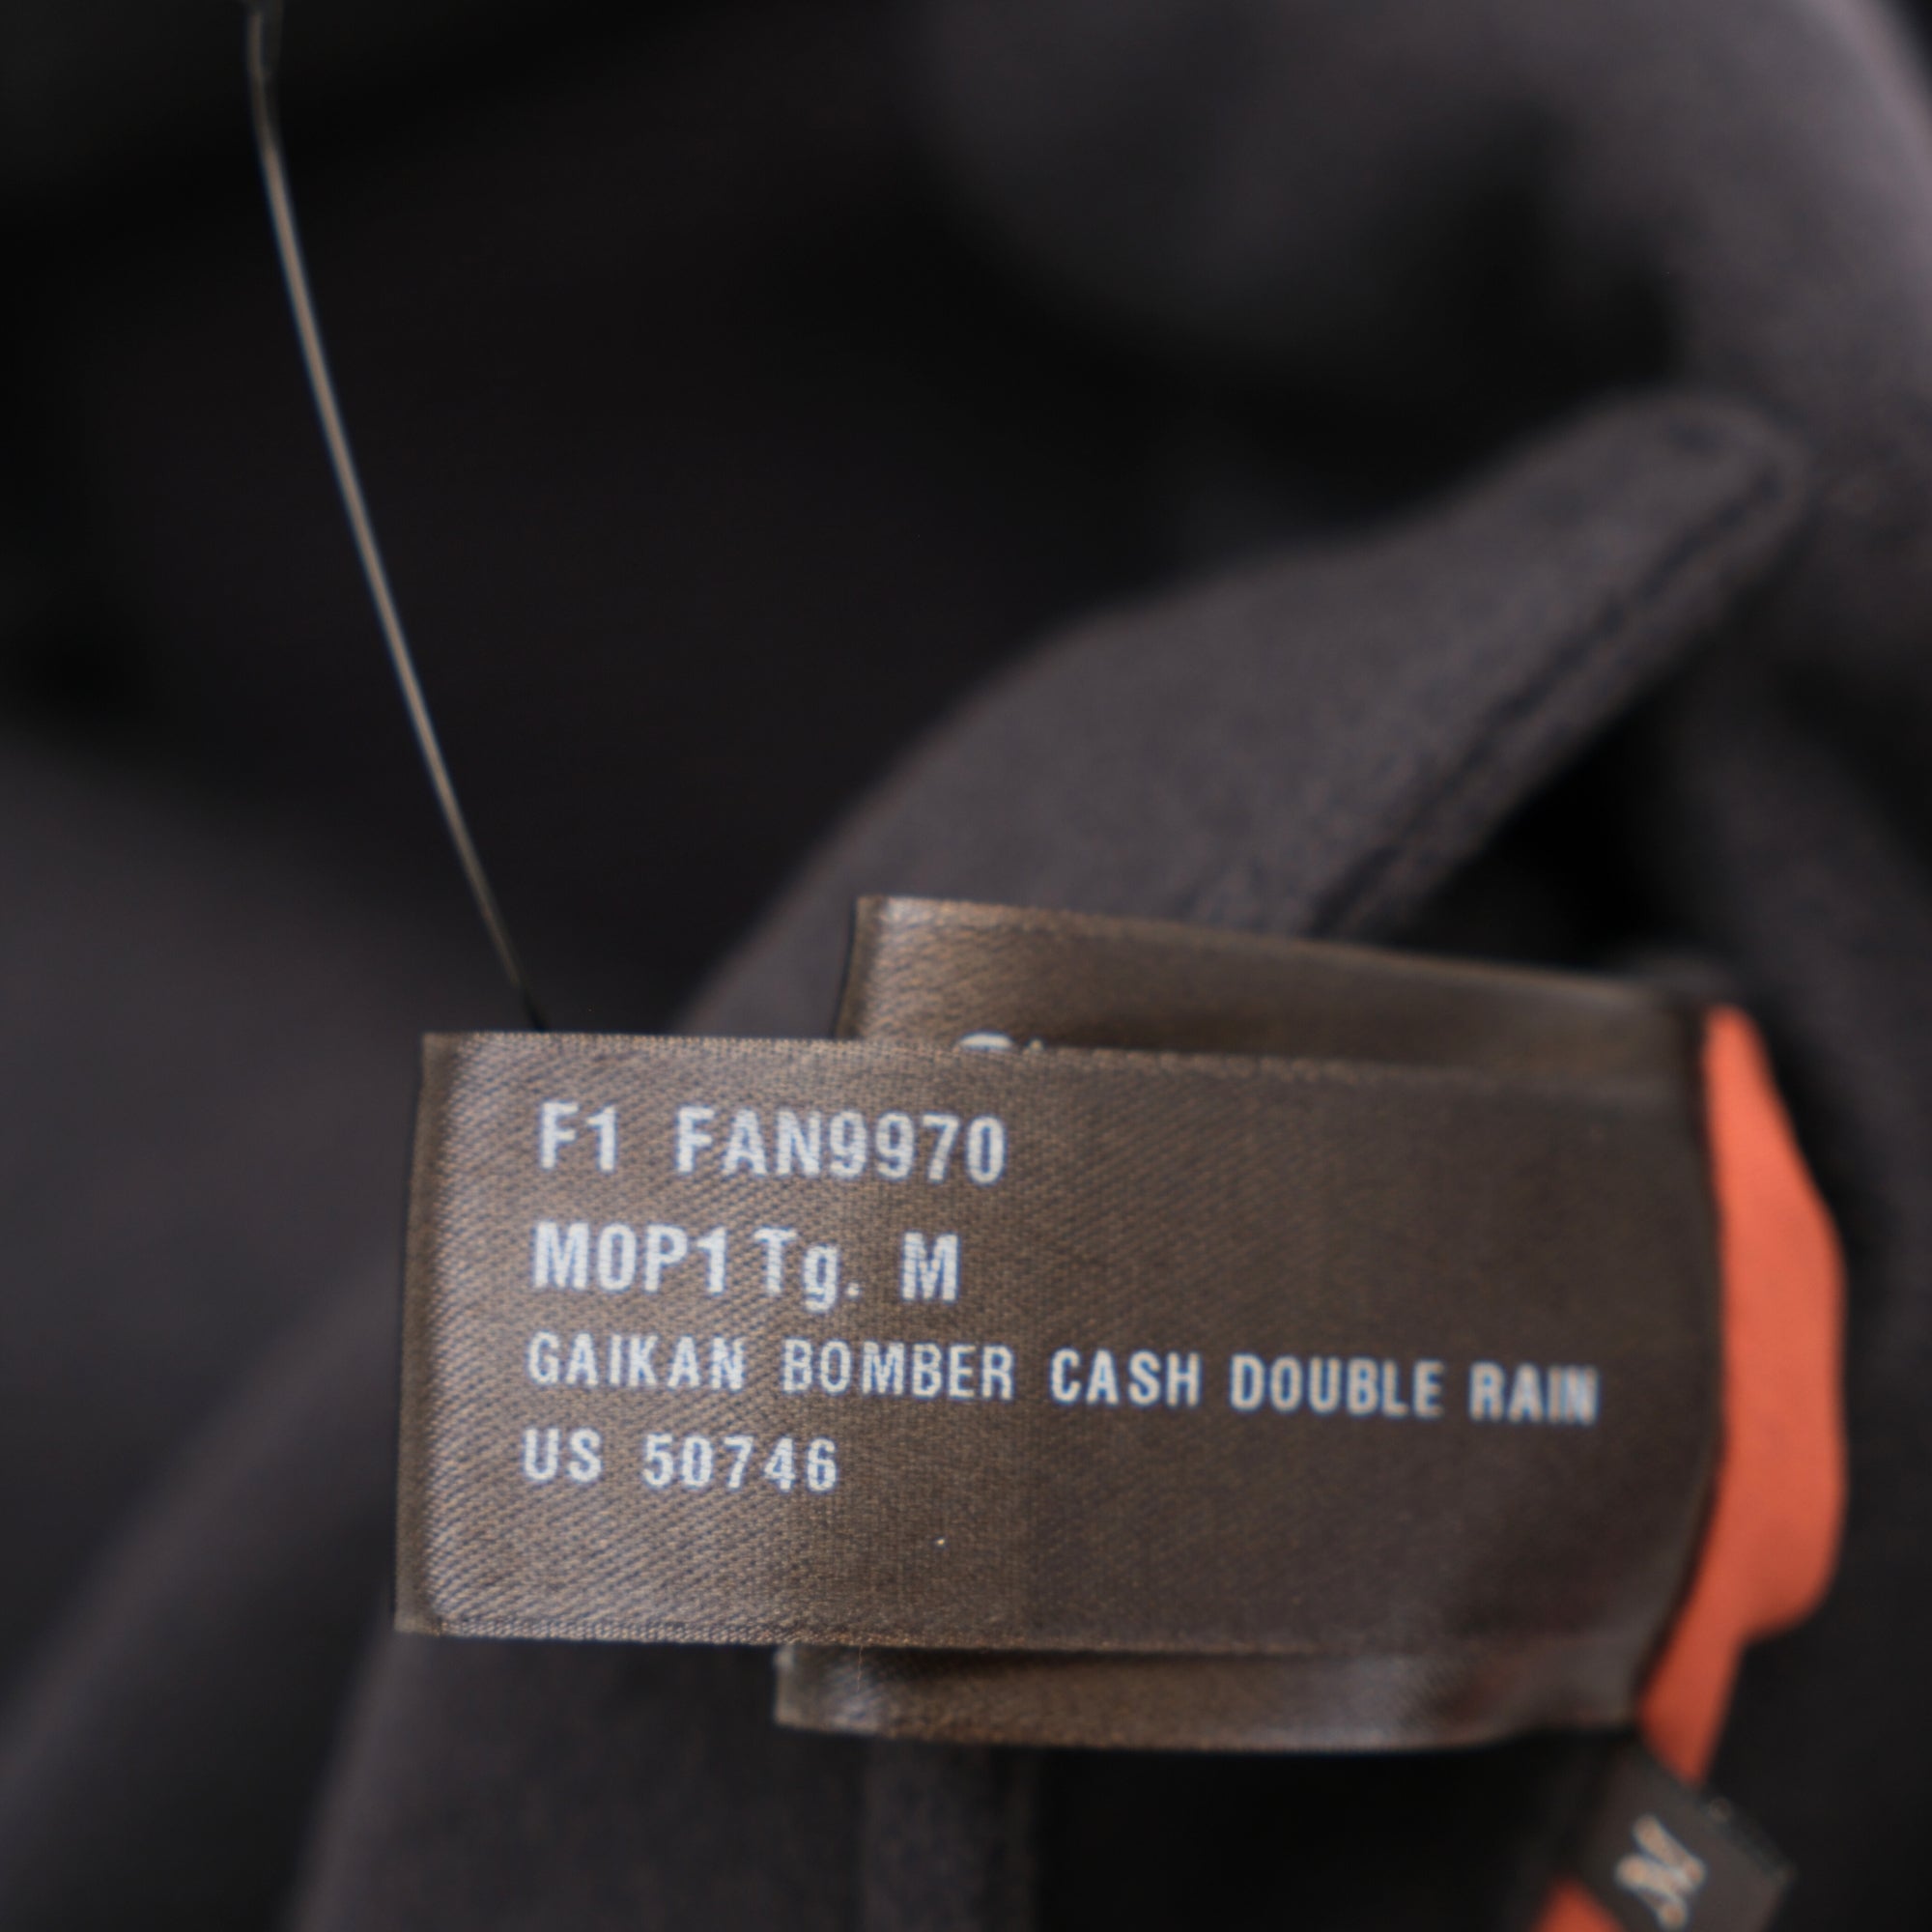 F1 FAN9970
M0P1 Tg. M
GAIKAN BOMBER CASH DOUBLE RAIN
US 50746
M